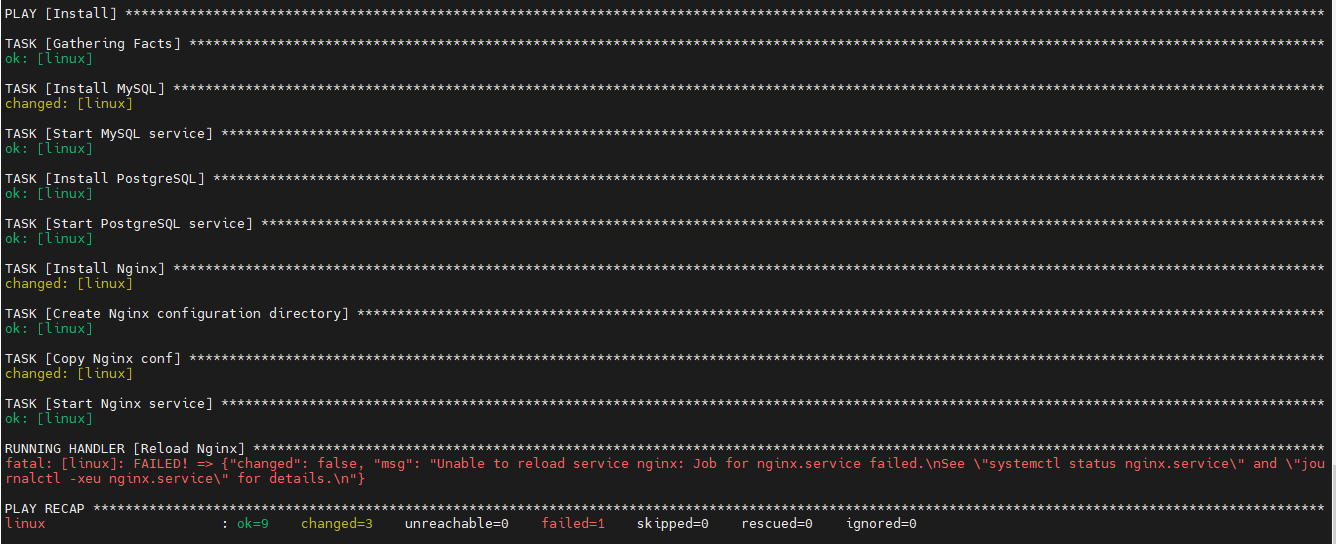 PLAY [Install] ******************************************************************************************************************************************************
TASK [Gathering Facts] **********************************************************************************************************************************************
ok: [linux]
TASK [Install MySQL] ************************************************************************************************************************************************
changed: [linux]
TASK [Start MySQL service] ******************************************************************************************************************************************
ok: [linux]
TASK [Install PostgreSQL] *******************************************************************************************************************************************
ok: [linux]
TASK [Start PostgreSQL service] *************************************************************************************************************************************
ok: [linux]
TASK [Install Nginx] ************************************************************************************************************************************************
changed: [linux]
TASK [Create Nginx configuration directory] *************************************************************************************************************************
ok: [linux]
TASK [Copy Nginx conf] **********************************************************************************************************************************************
changed: [linux]
TASK [Start Nginx service] ******************************************************************************************************************************************
ok: [linux]
RUNNING HANDLER [Reload Nginx] **************************************************************************************************************************************
fatal: [linux]: FAILED! => {"changed": false, "msg": "Unable to reload service nginx: Job for nginx.service failed.\nSee \"systemctl status nginx.service\" and \"jou
rnalctl -xeu nginx.service\" for details.\n"}
PLAY RECAP **********************************************************************************************************************************************************
linux : ok=9 changed=3 unreachable=0 failed=1 skipped=0 rescued=0 ignored=0